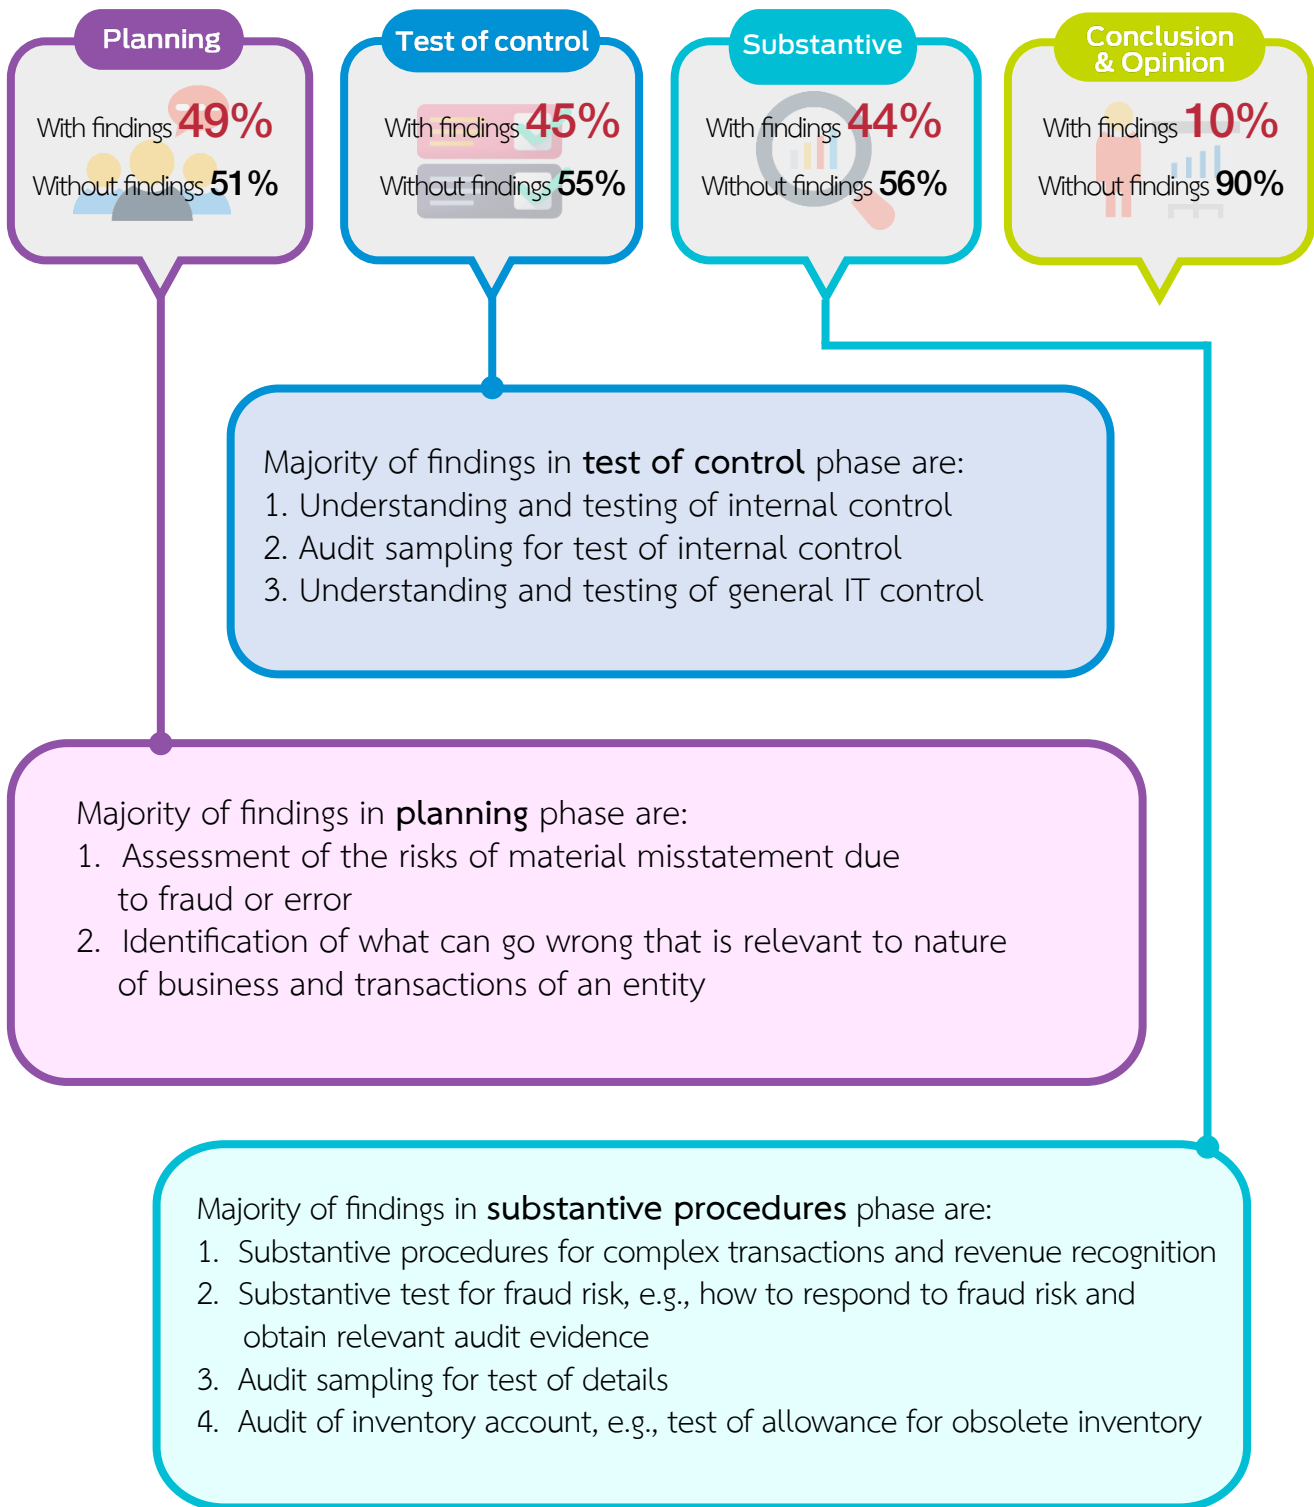 Planning
With findings 49%
Without findings 51%
Test of control
With findings 45%
Without findings 55%
Substantive
With findings 44%
Without findings 56%
Conclusion
& Opinion
With findings 10%
Without findings 90%
Majority of findings in test of control phase are:
1. Understanding and testing of internal control
2. Audit sampling for test of internal control
3. Understanding and testing of general IT control
Majority of findings in planning phase are:
1. Assessment of the risks of material misstatement due
to fraud or error
2. Identification of what can go wrong that is relevant to nature
of business and transactions of an entity
Majority of findings in substantive procedures phase are:
1. Substantive procedures for complex transactions and revenue recognition
2. Substantive test for fraud risk, e.g., how to respond to fraud risk and
obtain relevant audit evidence
3. Audit sampling for test of details
4. Audit of inventory account, e.g., test of allowance for obsolete inventory